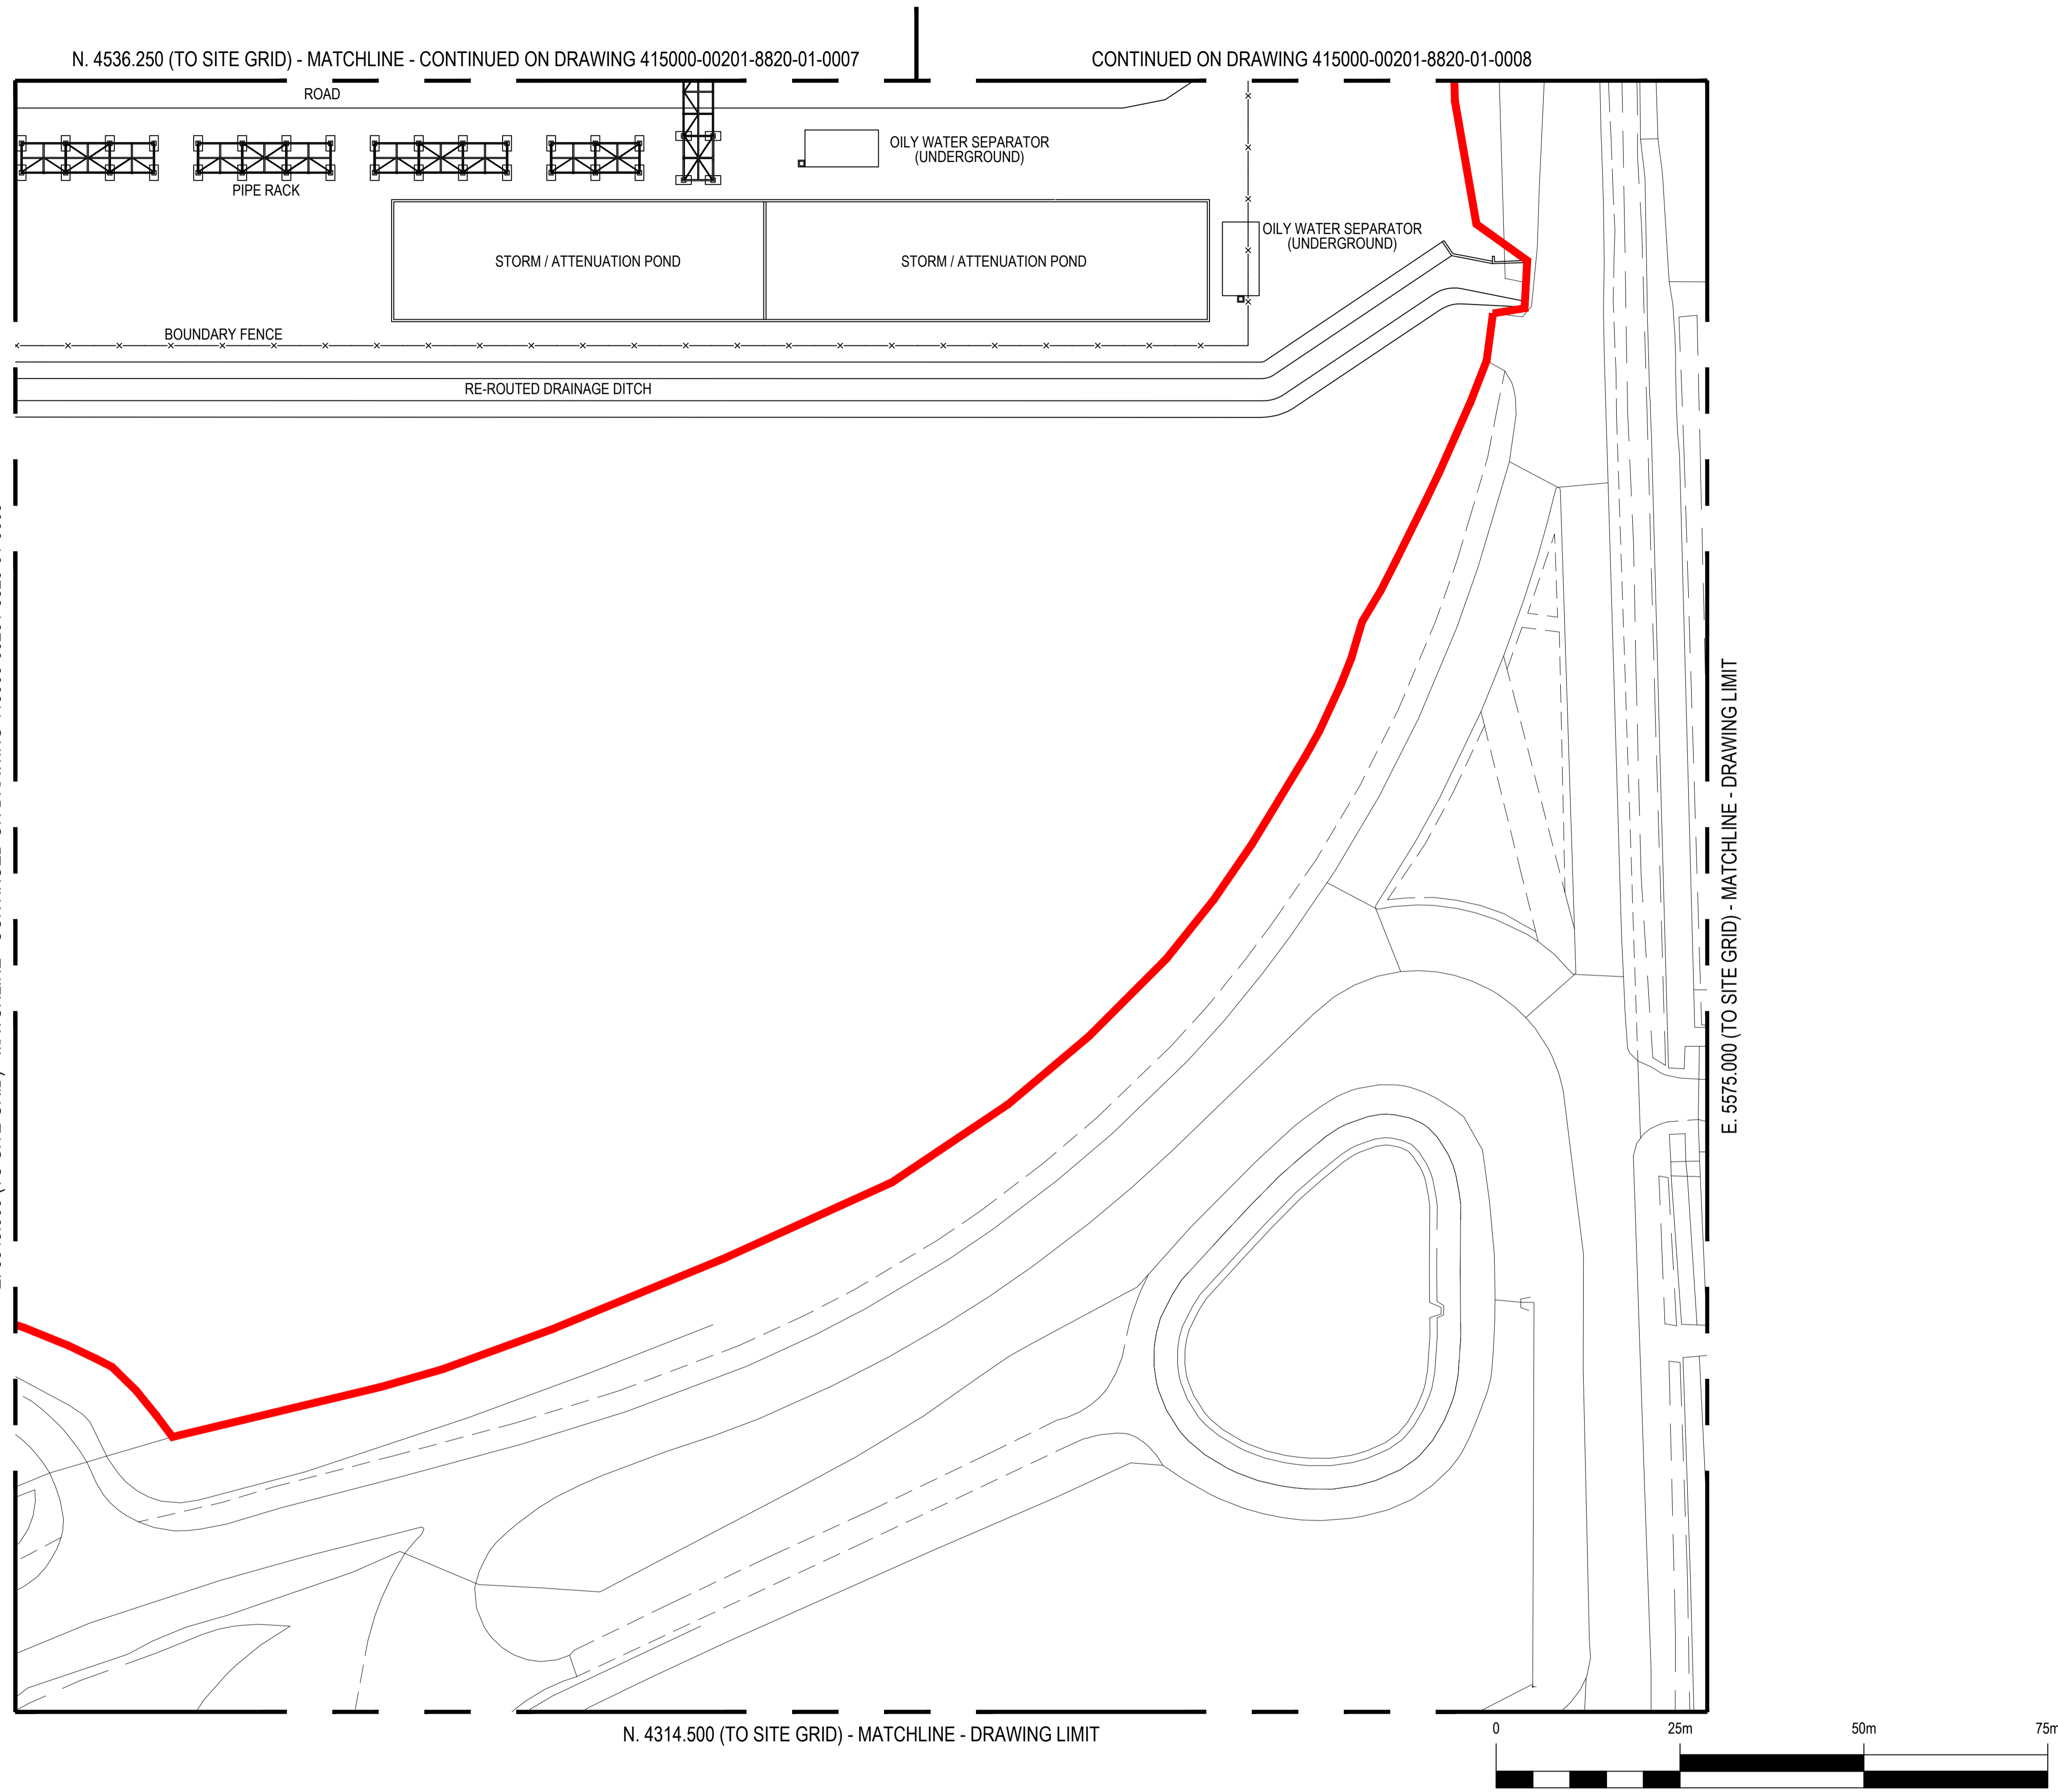 N. 4536.250 (TO SITE GRID) - MATCHLINE - CONTINUED ON DRAWING 415000-00201-8820-01-0007
CONTINUED ON DRAWING 415000-00201-8820-01-0008
ROAD
OILY WATER SEPARATOR
(UNDERGROUND)
PIPE RACK
OILY WATER SEPARATOR
(UNDERGROUND)
STORM / ATTENUATION POND
STORM / ATTENUATION POND
BOUNDARY FENCE
RE-ROUTED DRAINAGE DITCH
E. 5575.000 (TO SITE GRID) - MATCHLINE - DRAWING LIMIT
N. 4314.500 (TO SITE GRID) - MATCHLINE - DRAWING LIMIT
0
25m
50m
75m